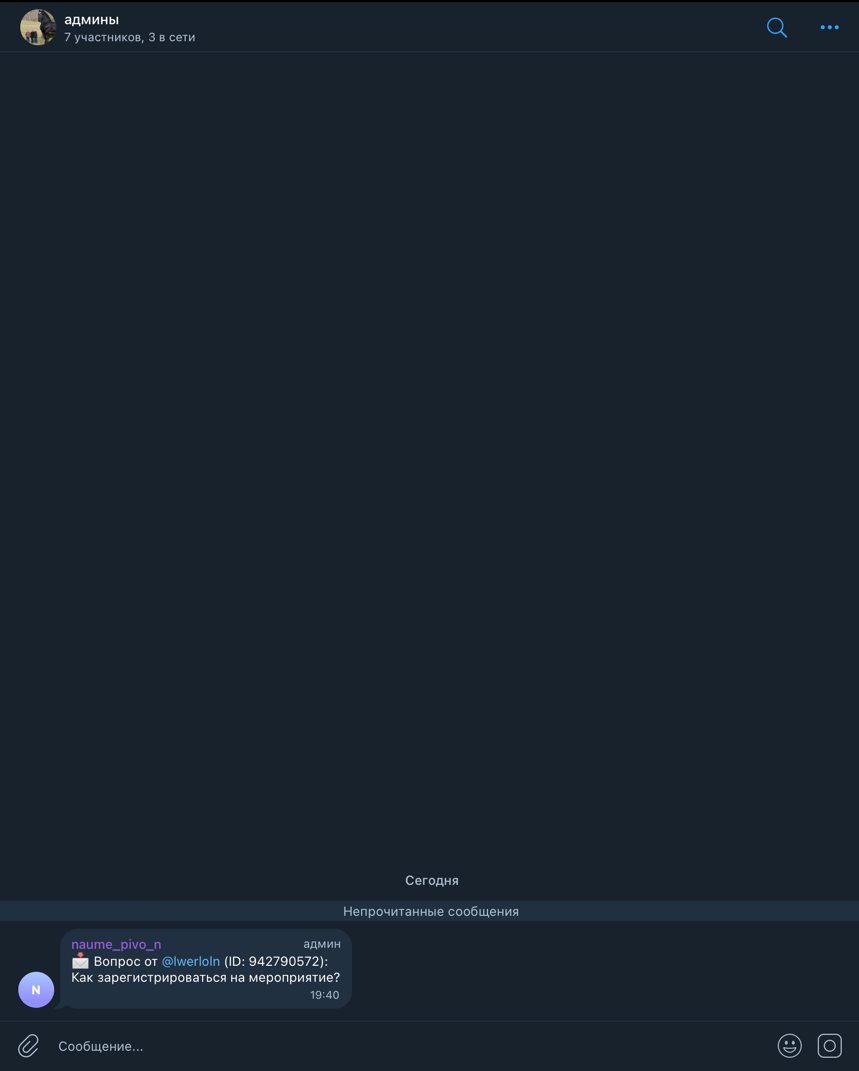 админы
7 участников, 3 в сети
Сегодня
Непрочитанные сообщения
naume_pivo_n админ
📩 Вопрос от @lwerloln (ID: 942790572):
Как зарегистрироваться на мероприятие?
19:40
N
Сообщение...